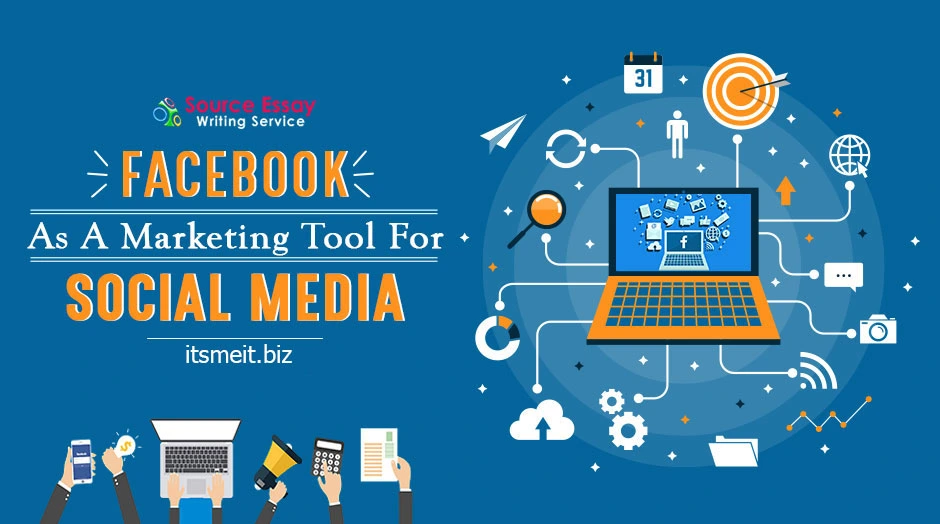 Source Essay
Writing Service
FACEBOOK
As A Marketing Tool For
SOCIAL MEDIA
itsmeit.biz
31
f
$